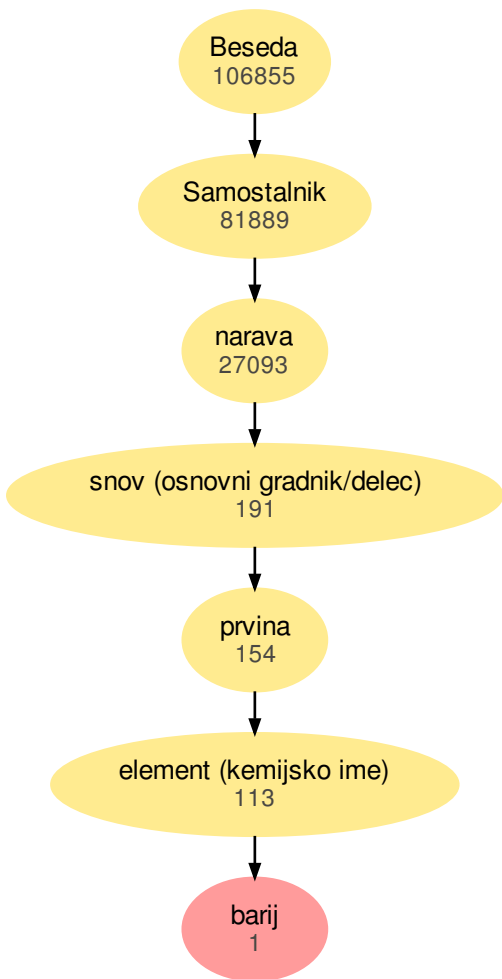 Beseda
106855
Samostalnik
81889
narava
27093
snov (osnovni gradnik/delec)
191
prvina
154
element (kemijsko ime)
113
barij
1